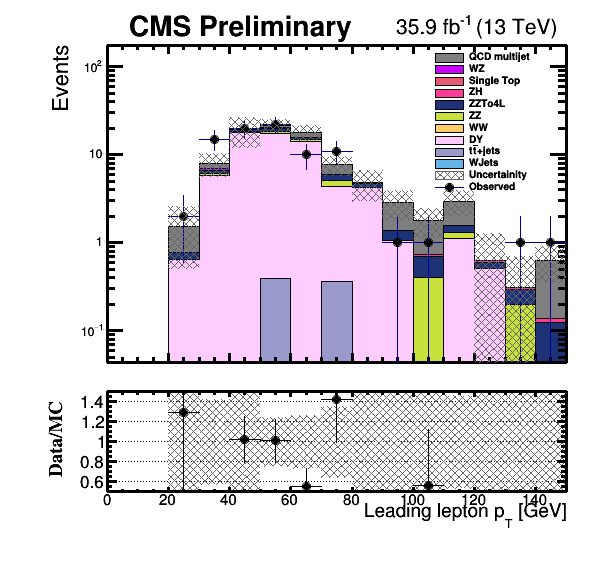 CMS Preliminary
35.9 fb⁻¹ (13 TeV)
Events
10²
10
1
10⁻¹
QCD multijet
WZ
Single Top
ZH
ZZTo4L
ZZ
WW
DY
tt̄+jets
WJets
Uncertainity
Observed
Data/MC
1.4
1.2
1
0.8
0.6
0 20 40 60 80 100 120 140
Leading lepton p_T [GeV]